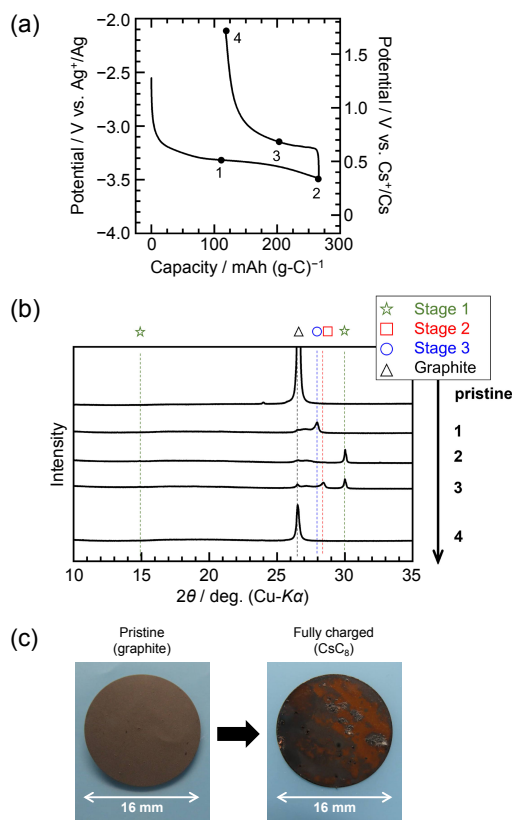 (a)
Potential / V vs. Ag⁺/Ag
−2.0
−2.5
−3.0
−3.5
−4.0
4
3
1
2
1.5
1.0
0.5
0
Potential / V vs. Cs⁺/Cs
0 100 200 300
Capacity / mAh (g-C)⁻¹
(b)
☆ △ ○ □ ☆
☆ Stage 1
□ Stage 2
○ Stage 3
△ Graphite
Intensity
pristine
1
2
3
4
10 15 20 25 30 35
2θ / deg. (Cu-Kα)
(c)
Pristine
(graphite)
Fully charged
(CsC₈)
16 mm
16 mm